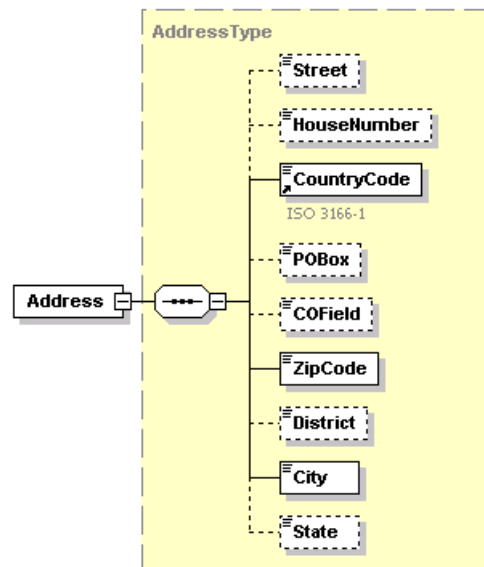 AddressType
Street
HouseNumber
CountryCode
ISO 3166-1
POBox
Address
COField
ZipCode
District
City
State